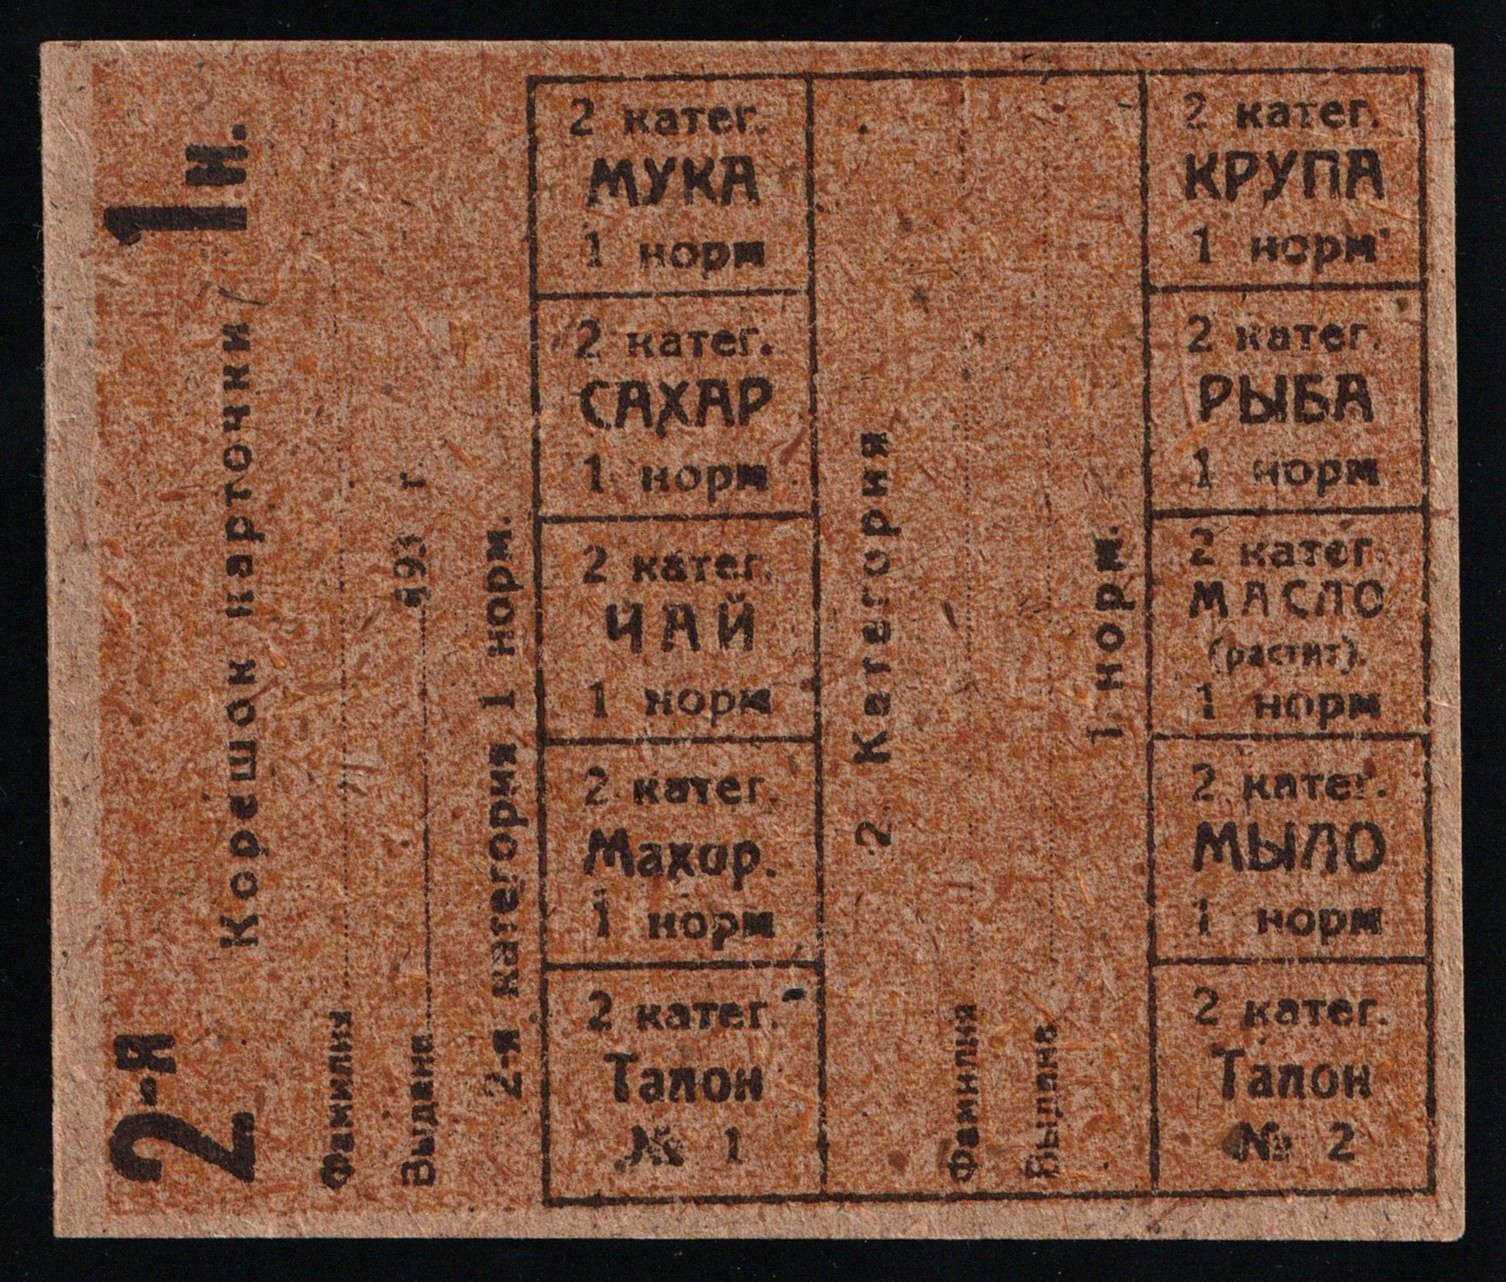 2-я 1 н.
Корешок карточки
Фамилия
Выдана 193 г.
2-я категория 1 норм.
2 катег.
МУКА
1 норм
2 катег.
САХАР
1 норм
2 катег.
ЧАЙ
1 норм
2 катег.
Махор.
1 норм
2 катег.
Талон
№ 1
2 Категория
Фамилия
Выдана
1 норм.
2 катег.
КРУПА
1 норм
2 катег.
РЫБА
1 норм
2 катег.
МАСЛО
(растит).
1 норм
2 катег.
МЫЛО
1 норм
2 катег.
Талон
№ 2